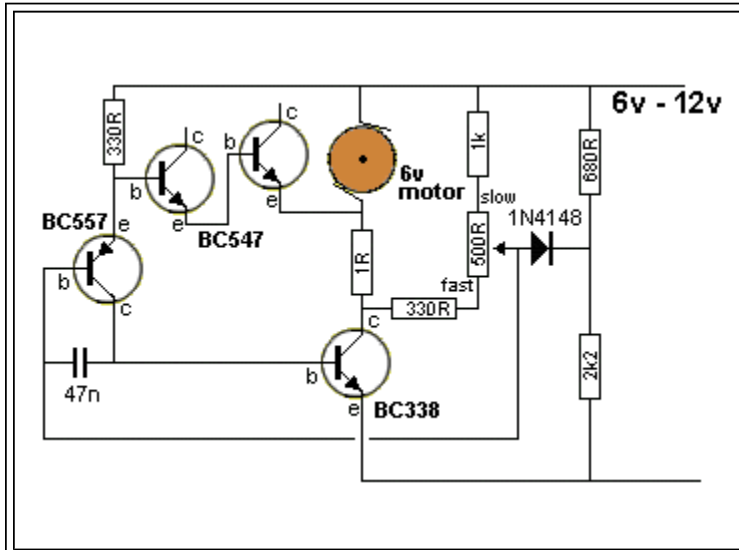 6v - 12v
330R
c
c
b
b
1k
680R
6v
motor
slow
1N4148
e
e
BC557
BC547
e
b
c
1R
500R
fast
330R
c
47n
b
BC338
e
2k2